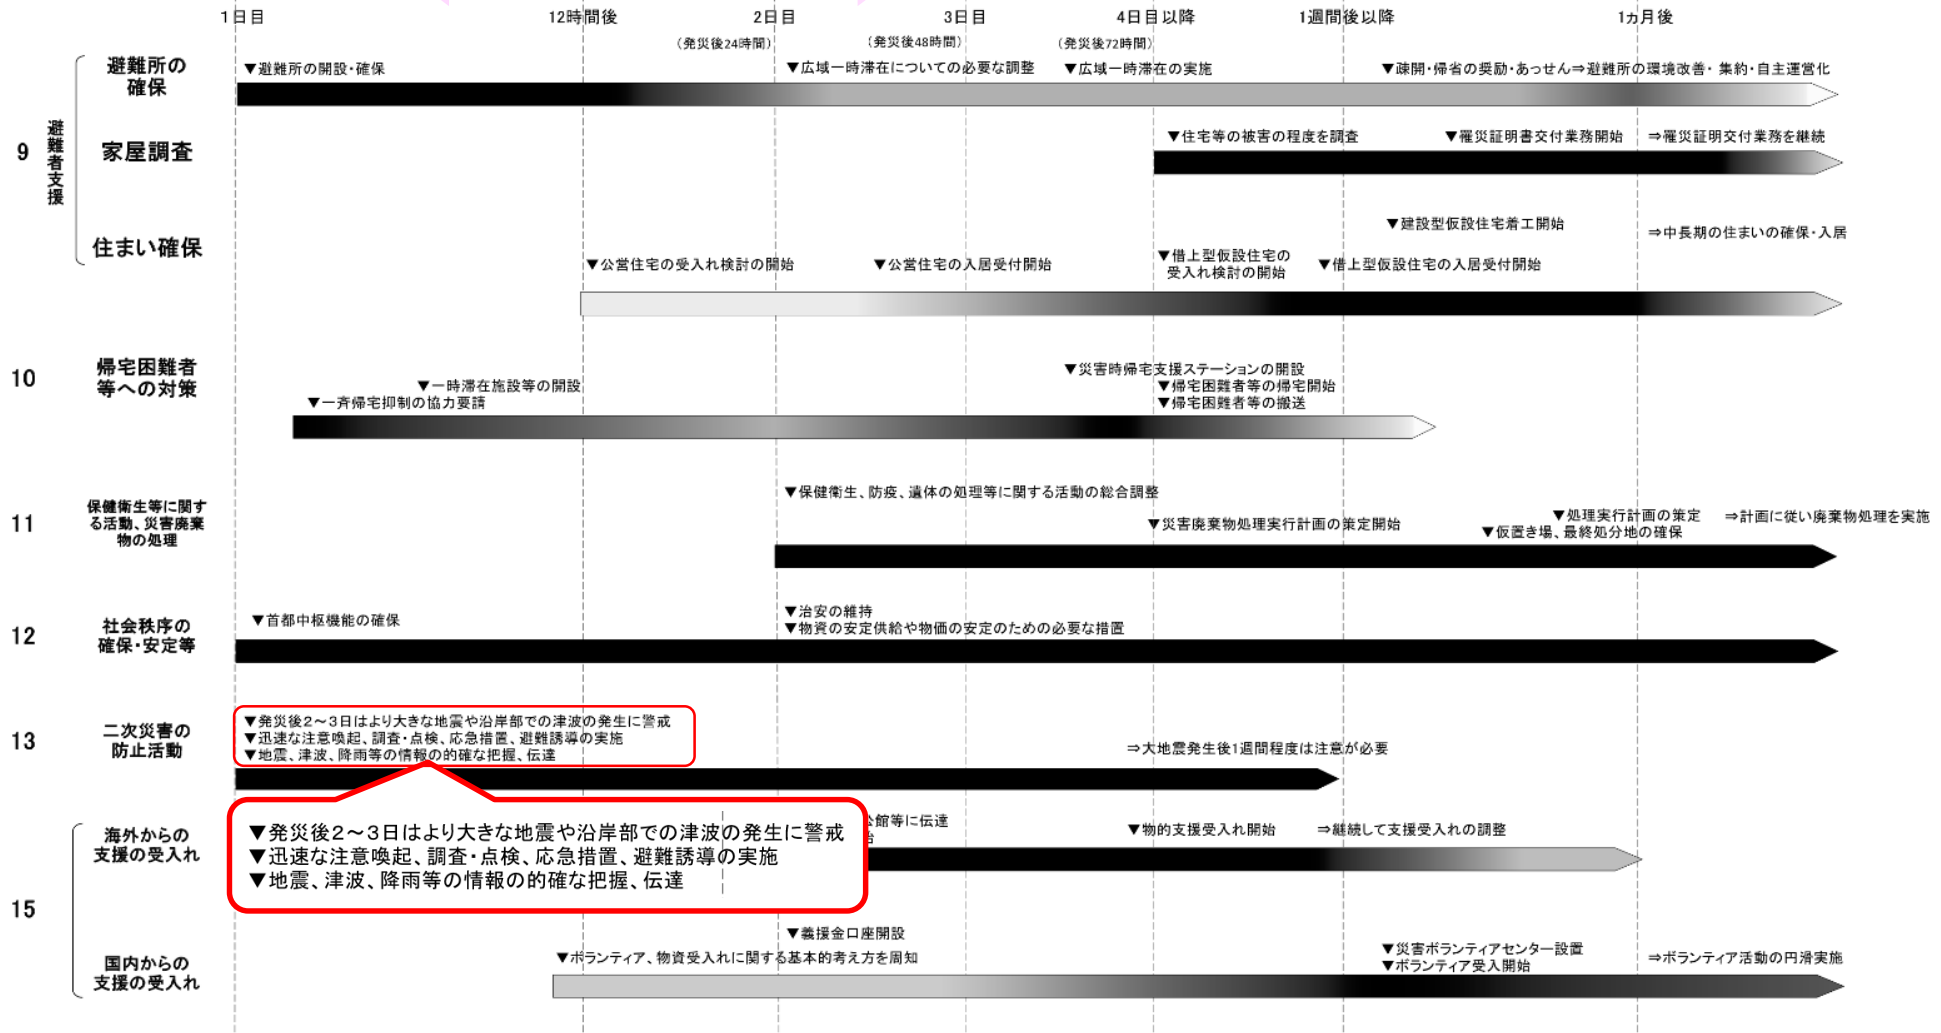 1日目
12時間後
2日目
3日目
4日目以降
1週間後以降
1ヵ月後
(発災後24時間)
(発災後48時間)
(発災後72時間)
9
避難者支援
避難所の
確保
▼避難所の開設・確保
▼広域一時滞在についての必要な調整
▼広域一時滞在の実施
▼疎開・帰省の奨励・あっせん⇒避難所の環境改善・集約・自主運営化
家屋調査
▼住宅等の被害の程度を調査
▼罹災証明書交付業務開始
⇒罹災証明交付業務を継続
住まい確保
▼建設型仮設住宅着工開始
⇒中長期の住まいの確保・入居
▼公営住宅の受入れ検討の開始
▼公営住宅の入居受付開始
▼借上型仮設住宅の
受入れ検討の開始
▼借上型仮設住宅の入居受付開始
10
帰宅困難者
等への対策
▼一斉帰宅抑制の協力要請
▼一時滞在施設等の開設
▼災害時帰宅支援ステーションの開設
▼帰宅困難者等の帰宅開始
▼帰宅困難者等の搬送
11
保健衛生等に関す
る活動、災害廃棄
物の処理
▼保健衛生、防疫、遺体の処理等に関する活動の総合調整
▼災害廃棄物処理実行計画の策定開始
▼処理実行計画の策定
⇒計画に従い廃棄物処理を実施
▼仮置き場、最終処分地の確保
12
社会秩序の
確保・安定等
▼首都中枢機能の確保
▼治安の維持
▼物資の安定供給や物価の安定のための必要な措置
13
二次災害の
防止活動
▼発災後2～3日はより大きな地震や沿岸部での津波の発生に警戒
▼迅速な注意喚起、調査・点検、応急措置、避難誘導の実施
▼地震、津波、降雨等の情報の的確な把握、伝達
⇒大地震発生後1週間程度は注意が必要
▼発災後2～3日はより大きな地震や沿岸部での津波の発生に警戒
▼迅速な注意喚起、調査・点検、応急措置、避難誘導の実施
▼地震、津波、降雨等の情報の的確な把握、伝達
15
海外からの
支援の受入れ
公館等に伝達
▼物的支援受入れ開始
⇒継続して支援受入れの調整
国内からの
支援の受入れ
▼義援金口座開設
▼ボランティア、物資受入れに関する基本的考え方を周知
▼災害ボランティアセンター設置
▼ボランティア受入開始
⇒ボランティア活動の円滑実施